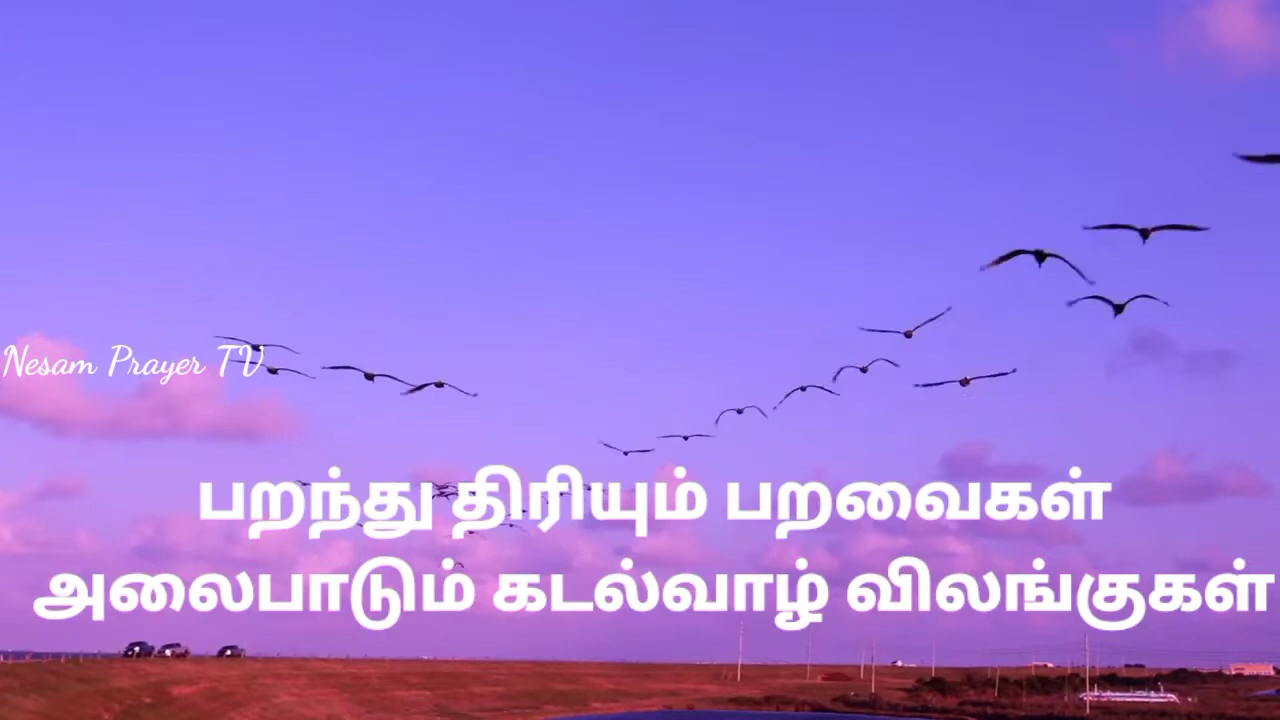 Nesam Prayer TV
பறந்து திரியும் பறவைகள்
அலைபாடும் கடல்வாழ் விலங்குகள்